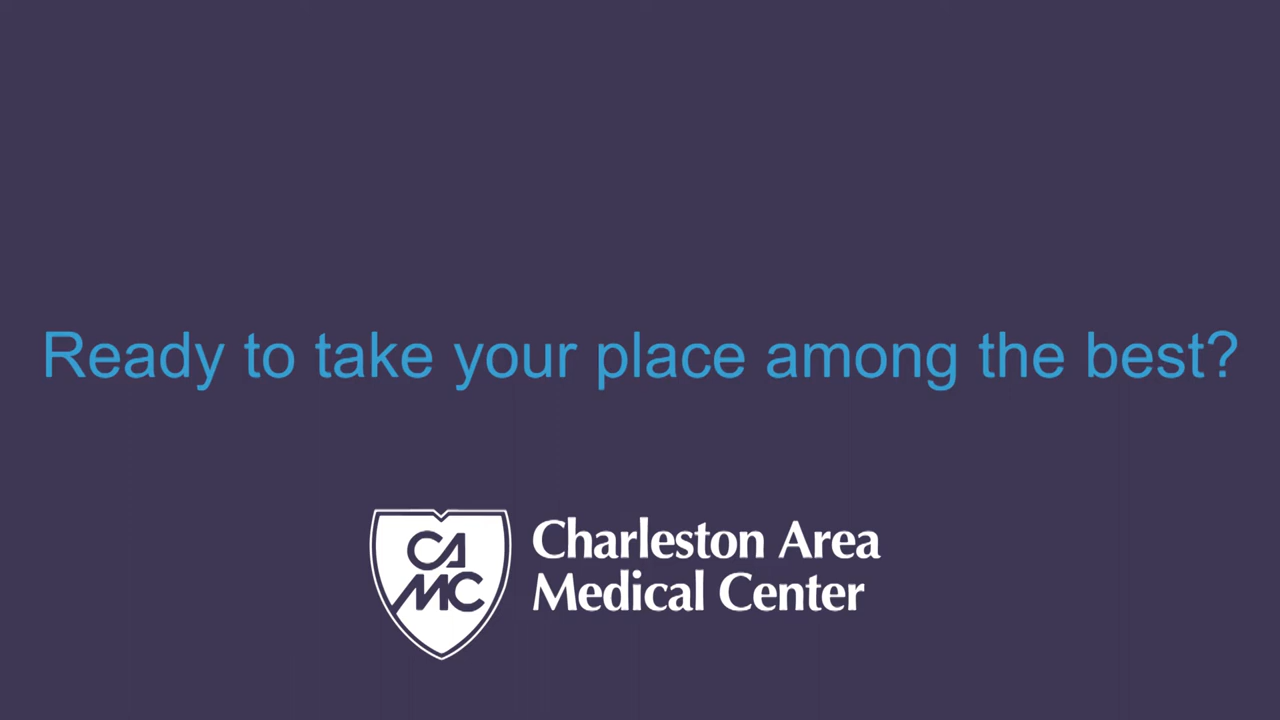 Ready to take your place among the best?
CA
MC
Charleston Area
Medical Center